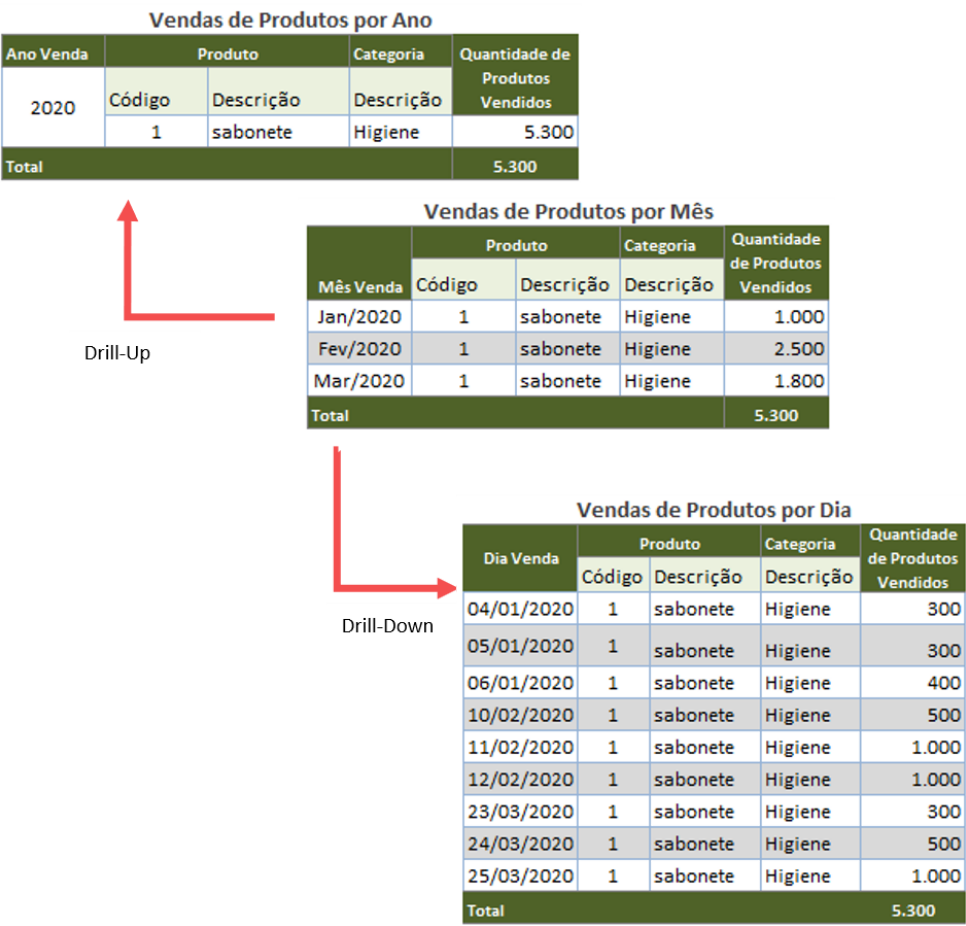 Vendas de Produtos por Ano
Ano Venda Produto Categoria Quantidade de Produtos Vendidos
2020 Código Descrição Descrição
1 sabonete Higiene 5.300
Total 5.300
Drill-Up
Vendas de Produtos por Mês
Mês Venda Produto Categoria Quantidade de Produtos Vendidos
Código Descrição Descrição
Jan/2020 1 sabonete Higiene 1.000
Fev/2020 1 sabonete Higiene 2.500
Mar/2020 1 sabonete Higiene 1.800
Total 5.300
Drill-Down
Vendas de Produtos por Dia
Dia Venda Produto Categoria Quantidade de Produtos Vendidos
Código Descrição Descrição
04/01/2020 1 sabonete Higiene 300
05/01/2020 1 sabonete Higiene 300
06/01/2020 1 sabonete Higiene 400
10/02/2020 1 sabonete Higiene 500
11/02/2020 1 sabonete Higiene 1.000
12/02/2020 1 sabonete Higiene 1.000
23/03/2020 1 sabonete Higiene 300
24/03/2020 1 sabonete Higiene 500
25/03/2020 1 sabonete Higiene 1.000
Total 5.300